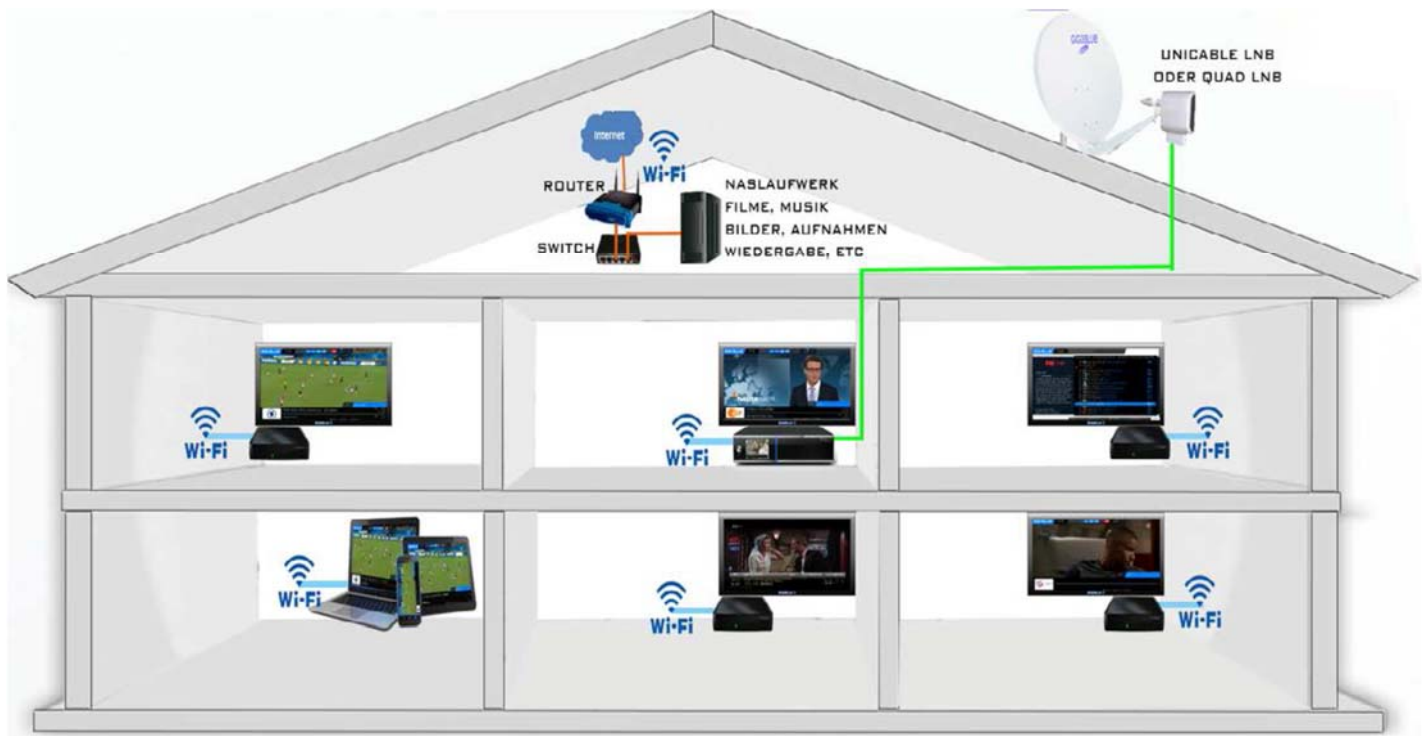 GIGABLUE
UNICABLE LNB
ODER QUAD LNB
Internet
Wi-Fi
ROUTER
SWITCH
NASLAUFWERK
FILME, MUSIK
BILDER, AUFNAHMEN
WIEDERGABE, ETC
Wi-Fi
Wi-Fi
Wi-Fi
Wi-Fi
Wi-Fi
Wi-Fi